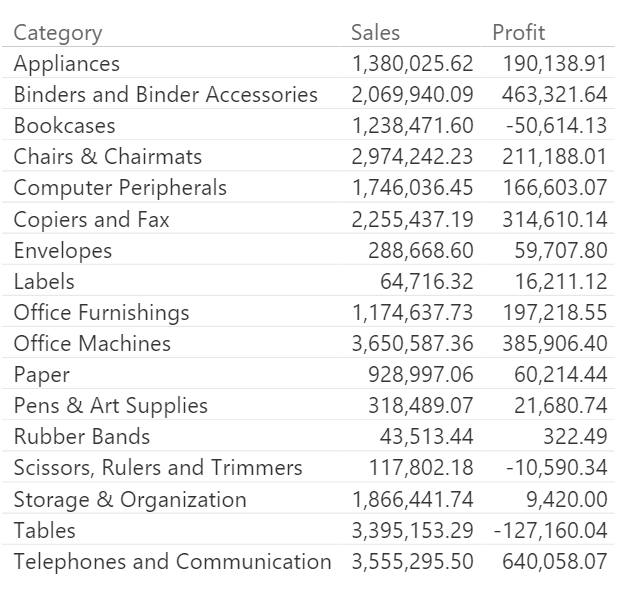 Category Sales Profit
Appliances 1,380,025.62 190,138.91
Binders and Binder Accessories 2,069,940.09 463,321.64
Bookcases 1,238,471.60 -50,614.13
Chairs & Chairmats 2,974,242.23 211,188.01
Computer Peripherals 1,746,036.45 166,603.07
Copiers and Fax 2,255,437.19 314,610.14
Envelopes 288,668.60 59,707.80
Labels 64,716.32 16,211.12
Office Furnishings 1,174,637.73 197,218.55
Office Machines 3,650,587.36 385,906.40
Paper 928,997.06 60,214.44
Pens & Art Supplies 318,489.07 21,680.74
Rubber Bands 43,513.44 322.49
Scissors, Rulers and Trimmers 117,802.18 -10,590.34
Storage & Organization 1,866,441.74 9,420.00
Tables 3,395,153.29 -127,160.04
Telephones and Communication 3,555,295.50 640,058.07